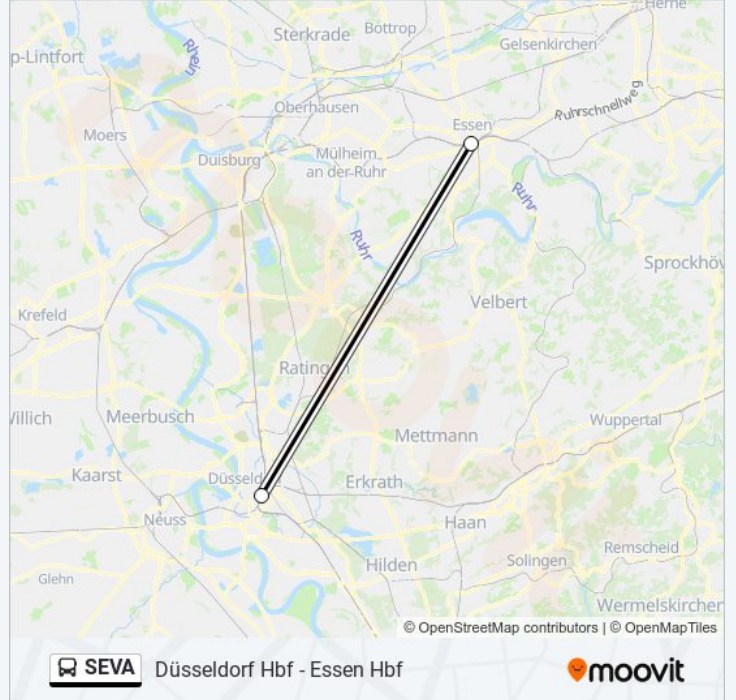 Herne
Sterkrade
Bottrop
Gelsenkirchen
Rhein
p-Lintfort
Oberhausen
Ruhrschnellweg
Essen
Moers
Duisburg
Mülheim
an der Ruhr
Ruhr
Ruhr
Sprockhöv
Velbert
Krefeld
Ratingen
Willich
Meerbusch
Wuppertal
Mettmann
Kaarst
Düsseld
Erkrath
Neuss
Haan
Remscheid
Solingen
Hilden
Glehn
Wermelskirchen
© OpenStreetMap contributors | © OpenMapTiles
SEVA Düsseldorf Hbf - Essen Hbf
moovit